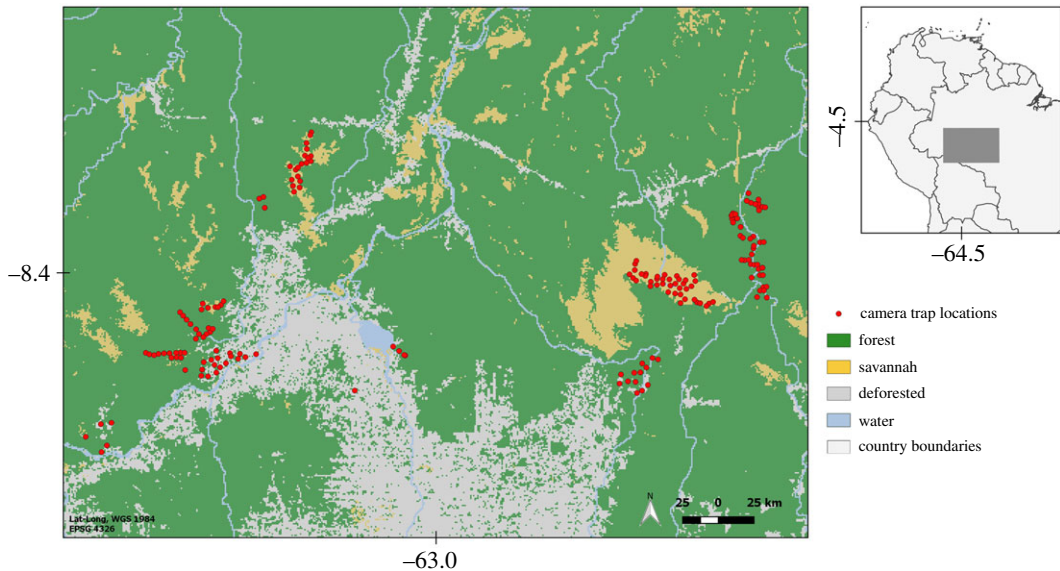 −8.4
−63.0
Lat-Long, WGS 1984
EPSG 4326
N
25 0 25 km
−4.5
−64.5
camera trap locations
forest
savannah
deforested
water
country boundaries